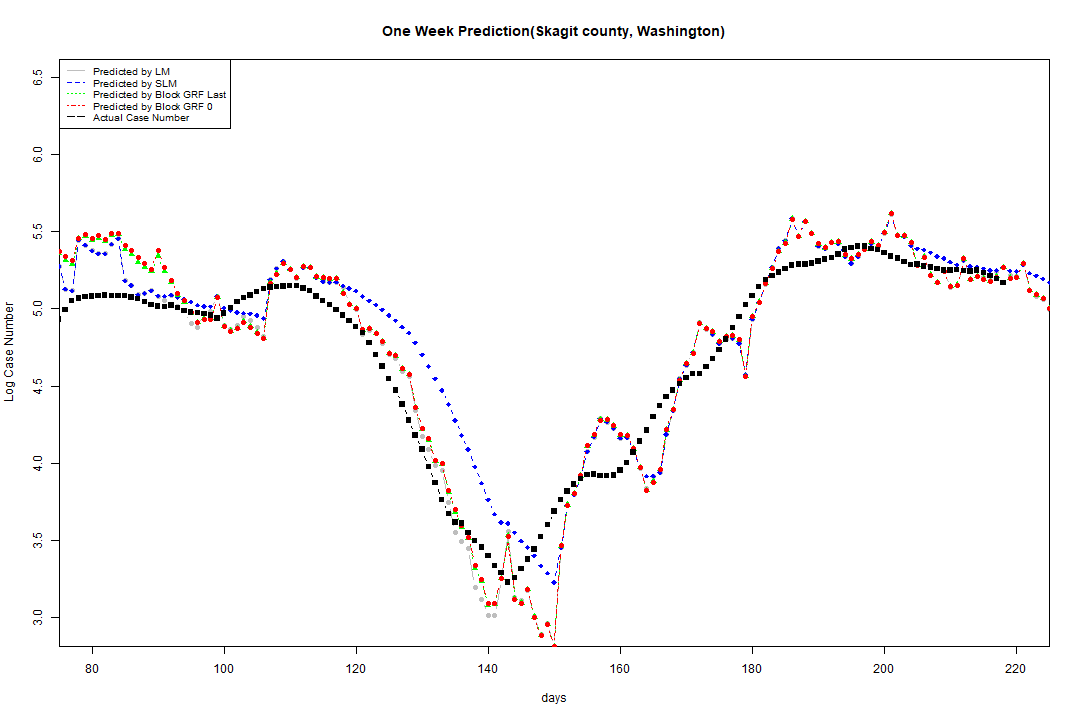 One Week Prediction(Skagit county, Washington)
Predicted by LM
Predicted by SLM
Predicted by Block GRF Last
Predicted by Block GRF 0
Actual Case Number
6.5
6.0
5.5
5.0
4.5
4.0
3.5
3.0
Log Case Number
80 100 120 140 160 180 200 220
days